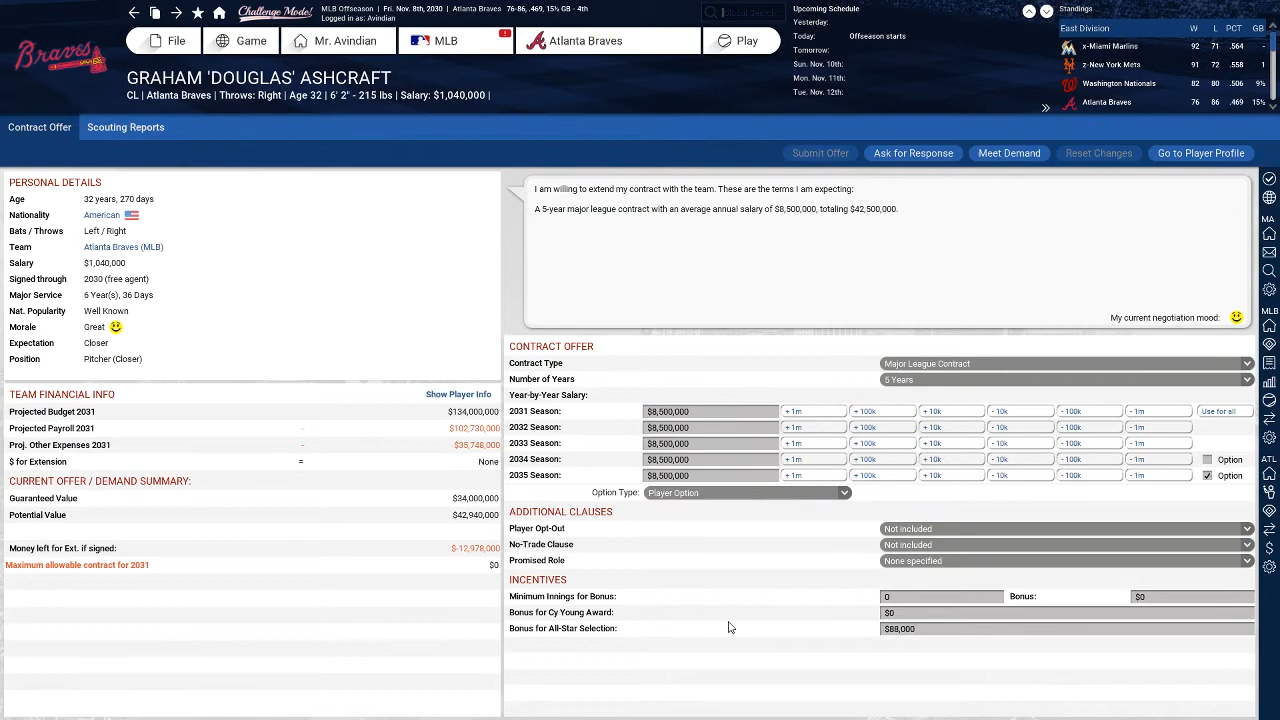 Challenge Mode!
MLB Offseason | Fri. Nov. 8th, 2030 | Atlanta Braves 76-86, .469, 15½ GB - 4th
Logged in as: Avindian
Global Search
Upcoming Schedule
Standings
Braves
File
Game
Mr. Avindian
MLB
Atlanta Braves
Play
Yesterday:
Today: Offseason starts
Tomorrow:
Sun. Nov. 10th:
Mon. Nov. 11th:
Tue. Nov. 12th:
East Division W L PCT GB
x-Miami Marlins 92 71 .564 -
z-New York Mets 91 72 .558 1
Washington Nationals 82 80 .506 9½
Atlanta Braves 76 86 .469 15½
GRAHAM 'DOUGLAS' ASHCRAFT
CL | Atlanta Braves | Throws: Right | Age 32 | 6' 2" - 215 lbs | Salary: $1,040,000 |
Contract Offer
Scouting Reports
Submit Offer
Ask for Response
Meet Demand
Reset Changes
Go to Player Profile
PERSONAL DETAILS
Age 32 years, 270 days
Nationality American
Bats / Throws Left / Right
Team Atlanta Braves (MLB)
Salary $1,040,000
Signed through 2030 (free agent)
Major Service 6 Year(s), 36 Days
Nat. Popularity Well Known
Morale Great
Expectation Closer
Position Pitcher (Closer)
TEAM FINANCIAL INFO Show Player Info
Projected Budget 2031 $134,000,000
Projected Payroll 2031 - $102,730,000
Proj. Other Expenses 2031 - $35,748,000
$ for Extension = None
CURRENT OFFER / DEMAND SUMMARY:
Guaranteed Value $34,000,000
Potential Value $42,940,000
Money left for Ext. if signed: $-12,978,000
Maximum allowable contract for 2031 $0
I am willing to extend my contract with the team. These are the terms I am expecting:
A 5-year major league contract with an average annual salary of $8,500,000, totaling $42,500,000.
My current negotiation mood:
CONTRACT OFFER
Contract Type Major League Contract
Number of Years 5 Years
Year-by-Year Salary:
2031 Season: $8,500,000 + 1m + 100k + 10k - 10k - 100k - 1m Use for all
2032 Season: $8,500,000 + 1m + 100k + 10k - 10k - 100k - 1m
2033 Season: $8,500,000 + 1m + 100k + 10k - 10k - 100k - 1m
2034 Season: $8,500,000 + 1m + 100k + 10k - 10k - 100k - 1m Option
2035 Season: $8,500,000 + 1m + 100k + 10k - 10k - 100k - 1m Option
Option Type: Player Option
ADDITIONAL CLAUSES
Player Opt-Out Not included
No-Trade Clause Not included
Promised Role None specified
INCENTIVES
Minimum Innings for Bonus: 0 Bonus: $0
Bonus for Cy Young Award: $0
Bonus for All-Star Selection: $88,000
MA
MLB
ATL